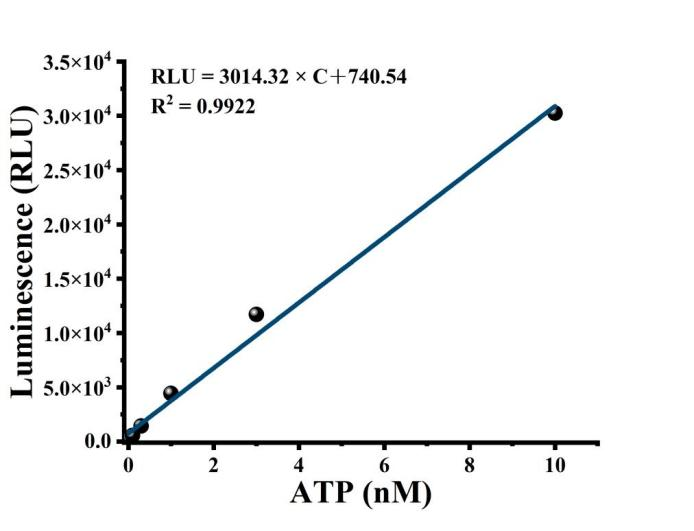 RLU = 3014.32 × C+740.54
R² = 0.9922
3.5×10⁴
3.0×10⁴
2.5×10⁴
2.0×10⁴
1.5×10⁴
1.0×10⁴
5.0×10³
0.0
Luminescence (RLU)
0 2 4 6 8 10
ATP (nM)